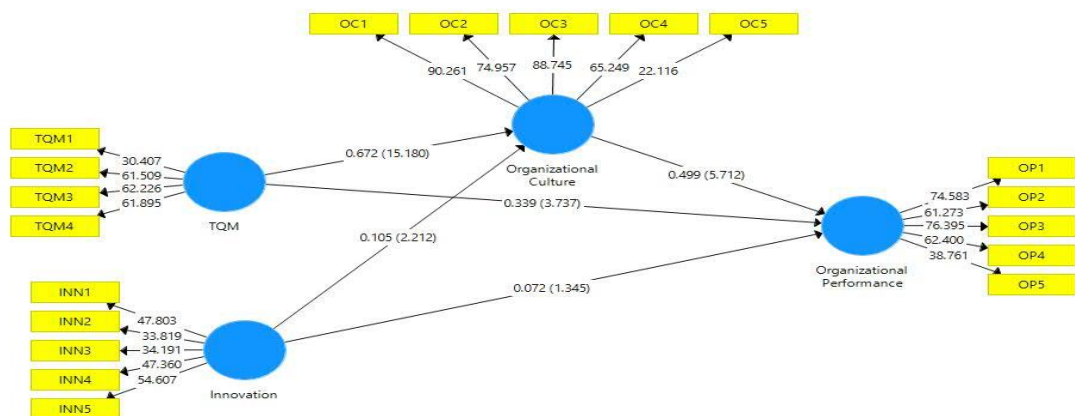 OC1
OC2
OC3
OC4
OC5
90.261
74.957
88.745
65.249
22.116
TQM1
TQM2
TQM3
TQM4
30.407
61.509
62.226
61.895
TQM
0.672 (15.180)
Organizational
Culture
0.499 (5.712)
0.339 (3.737)
0.105 (2.212)
0.072 (1.345)
OP1
OP2
OP3
OP4
OP5
74.583
61.273
76.395
62.400
38.761
Organizational
Performance
INN1
INN2
INN3
INN4
INN5
47.803
33.819
34.191
47.360
54.607
Innovation